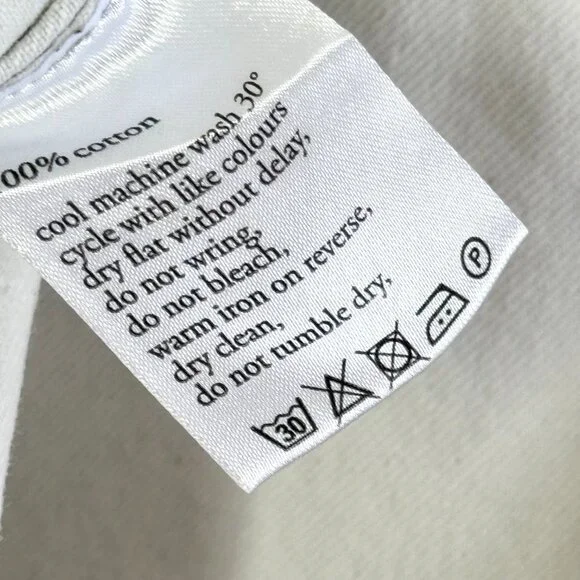 00% cotton
cool machine wash 30°
cycle with like colours
dry flat without delay,
do not wring,
do not bleach,
warm iron on reverse,
dry clean,
do not tumble dry,
30
P